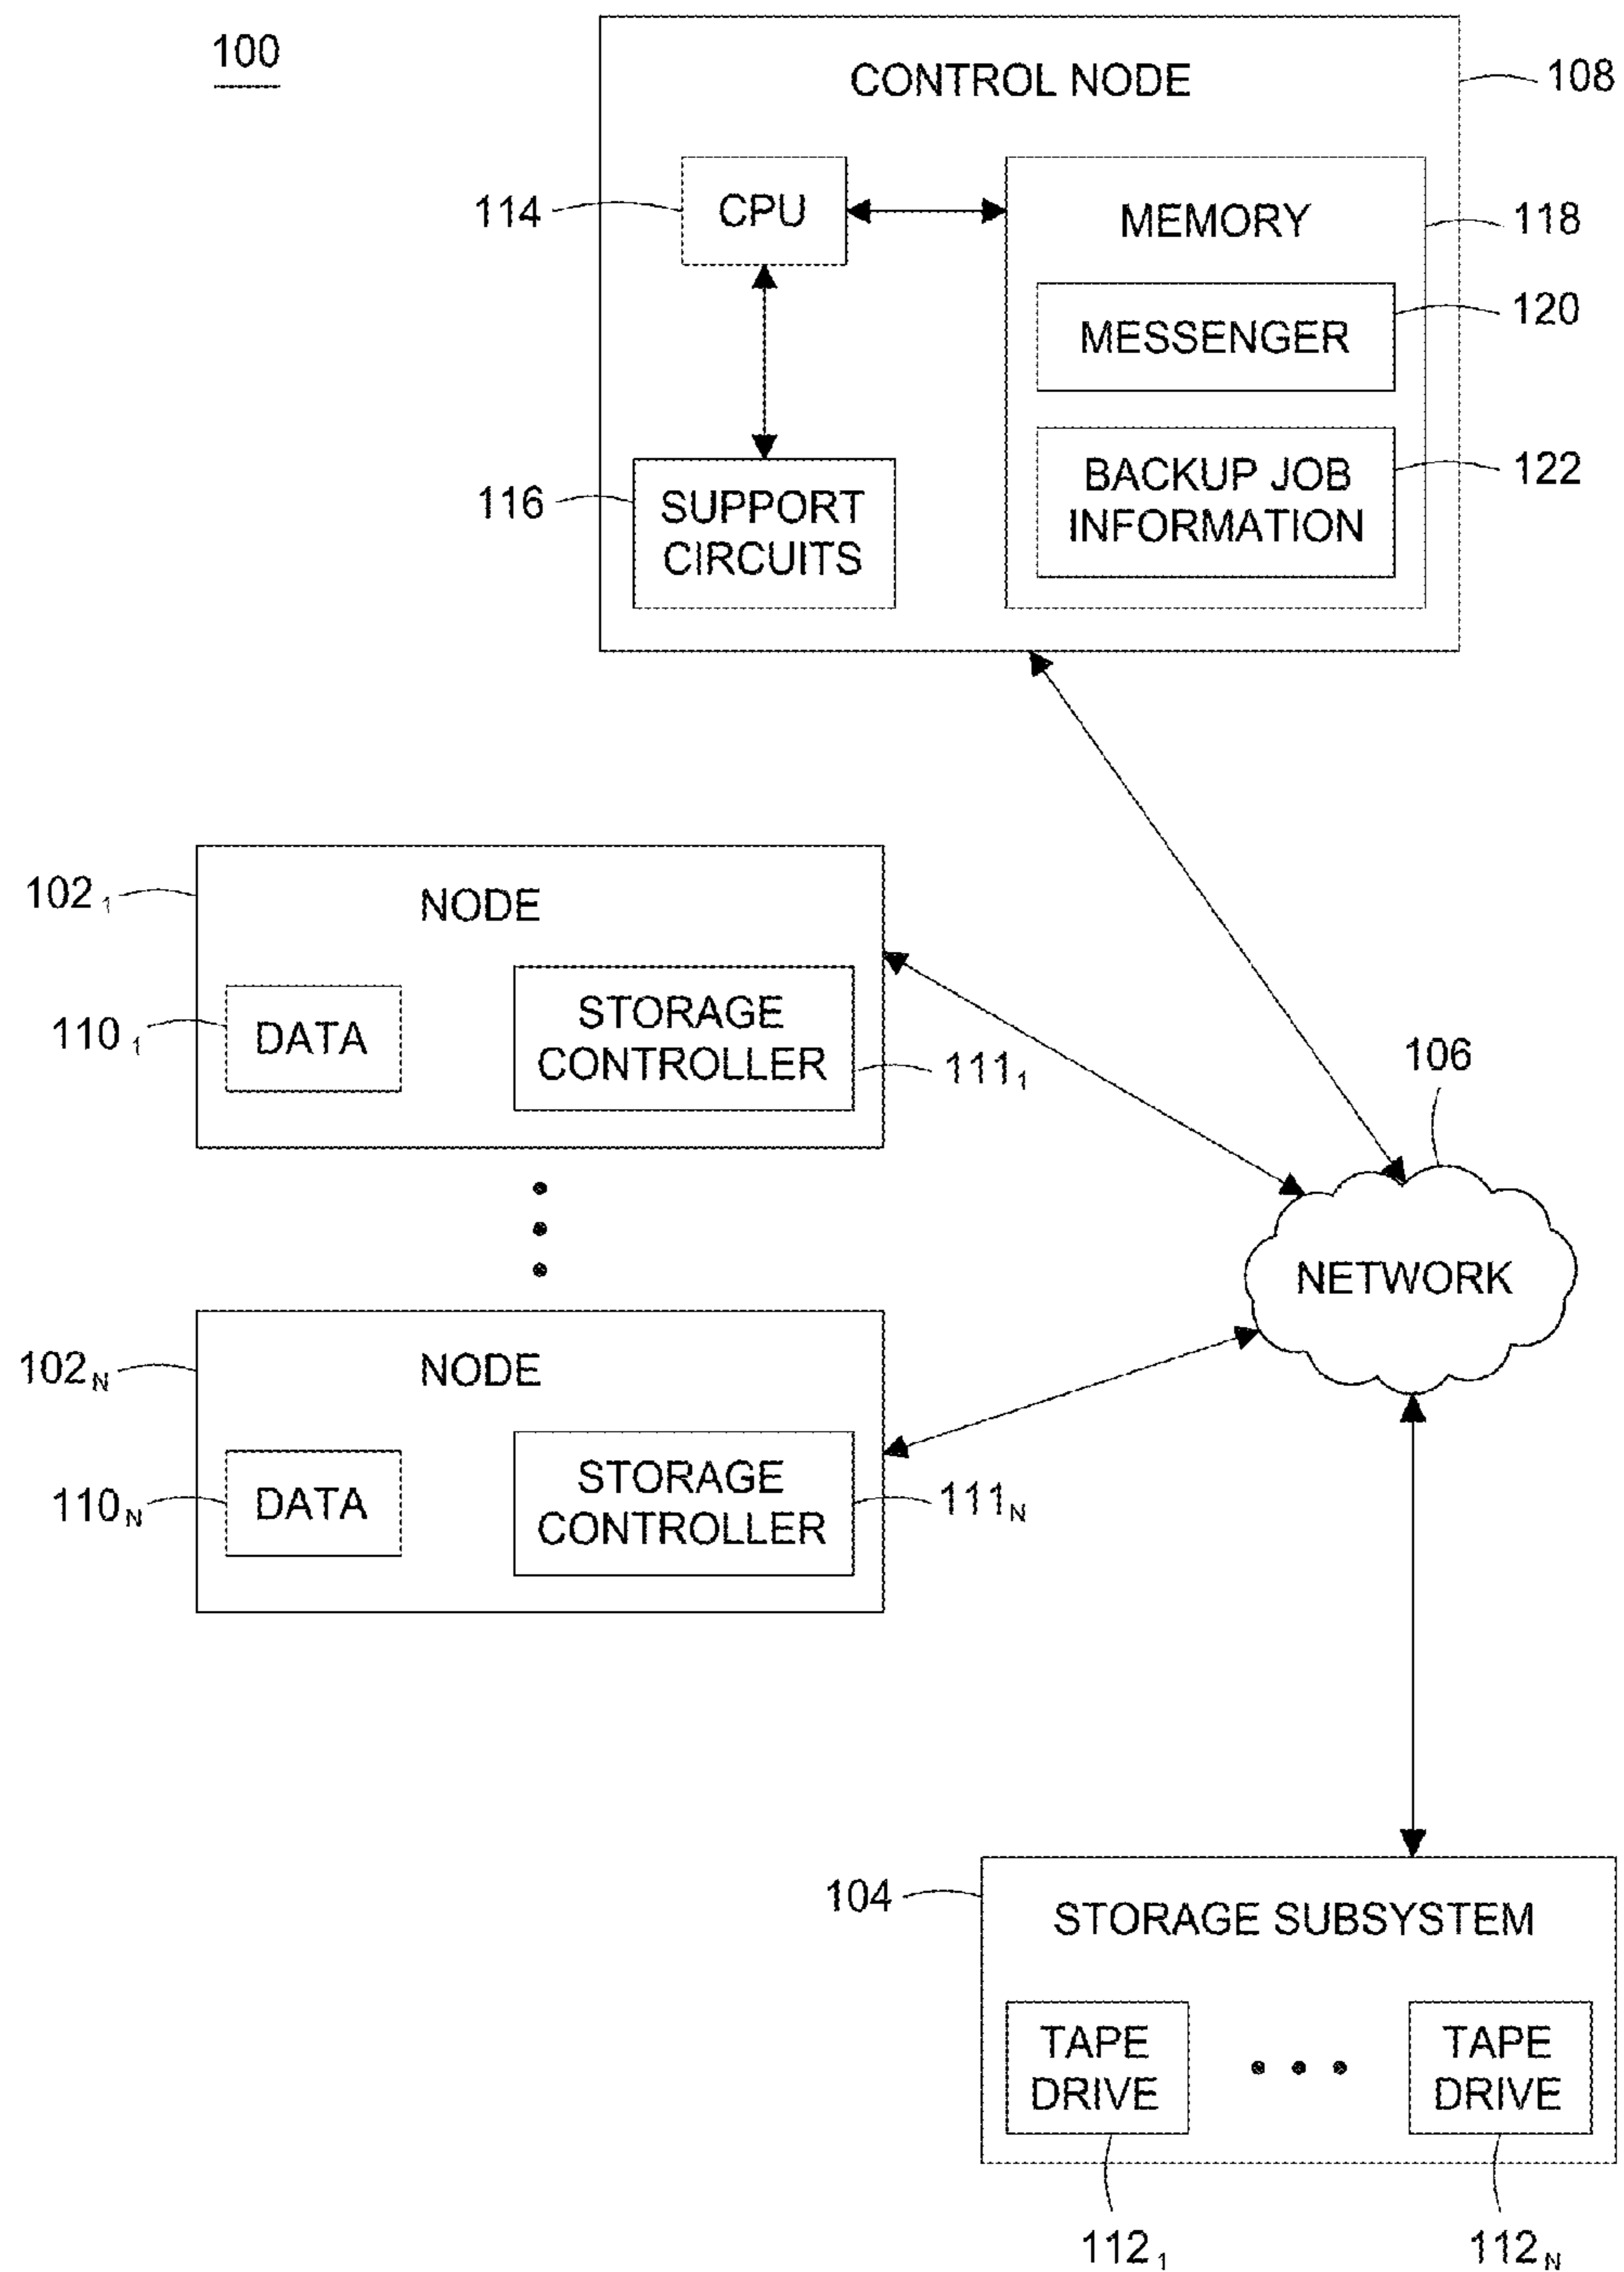 100
CONTROL NODE
108
114
CPU
MEMORY
118
MESSENGER
120
116
SUPPORT
CIRCUITS
BACKUP JOB
INFORMATION
122
102₁
NODE
110₁
DATA
STORAGE
CONTROLLER
111₁
106
NETWORK
102N
NODE
110N
DATA
STORAGE
CONTROLLER
111N
104
STORAGE SUBSYSTEM
TAPE
DRIVE
TAPE
DRIVE
112₁
112N